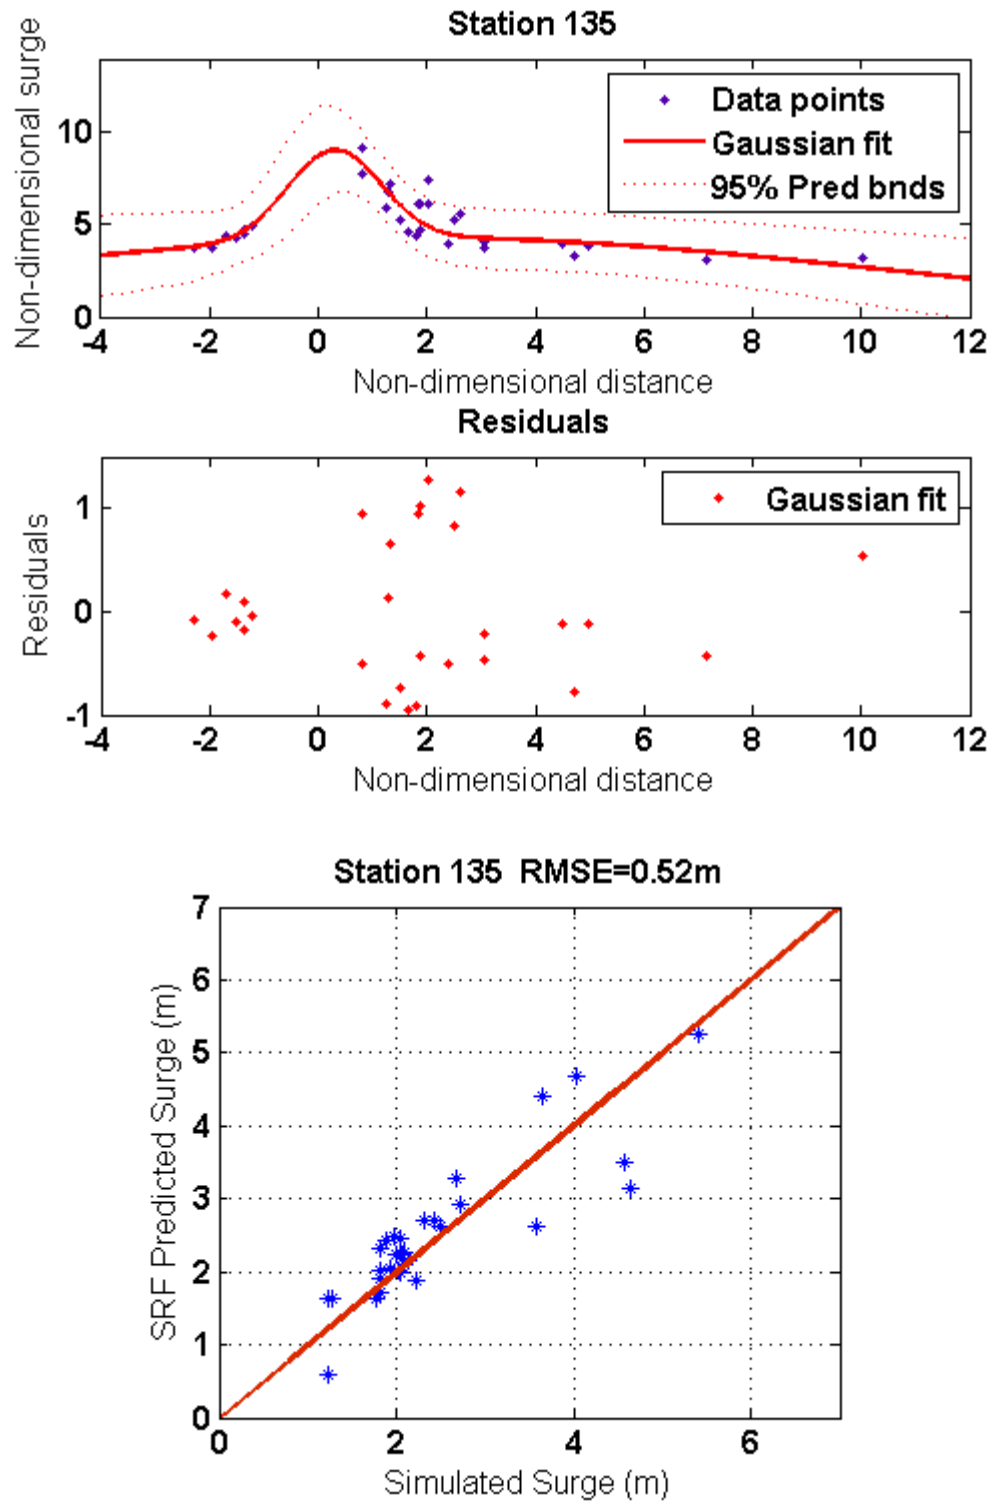 Station 135
Non-dimensional surge
10
5
0
Data points
Gaussian fit
95% Pred bnds
-4 -2 0 2 4 6 8 10 12
Non-dimensional distance
Residuals
Residuals
1
0
-1
Gaussian fit
-4 -2 0 2 4 6 8 10 12
Non-dimensional distance
Station 135 RMSE=0.52m
SRF Predicted Surge (m)
7
6
5
4
3
2
1
0
0 2 4 6
Simulated Surge (m)